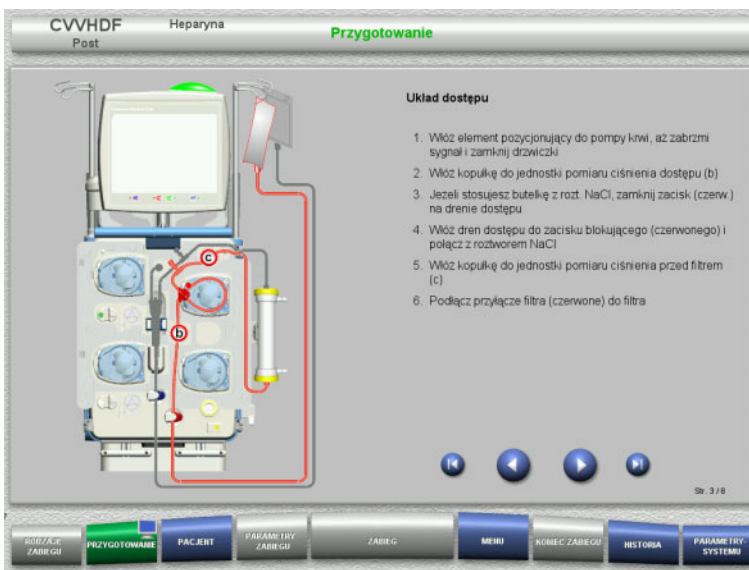 CVVHDF Heparyna
Post
Przygotowanie
Układ dostępu
1. Włóż element pozycjonujący do pompy krwi, aż zabrzmi
sygnał i zamknij drzwiczki
2. Włóż kopułkę do jednostki pomiaru ciśnienia dostępu (b)
3. Jeżeli stosujesz butelkę z rozt. NaCl, zamknij zacisk (czerw.)
na drenie dostępu
4. Włóż dren dostępu do zacisku blokującego (czerwonego) i
połącz z roztworem NaCl
5. Włóż kopułkę do jednostki pomiaru ciśnienia przed filtrem
(c)
6. Podłącz przyłącze filtra (czerwone) do filtra
c
b
Str. 3 / 8
RODZAJE
ZABIEGU
PRZYGOTOWANIE
PACJENT
PARAMETRY
ZABIEGU
ZABIEG
MENU
KONIEC ZABIEGU
HISTORIA
PARAMETRY-
SYSTEMU